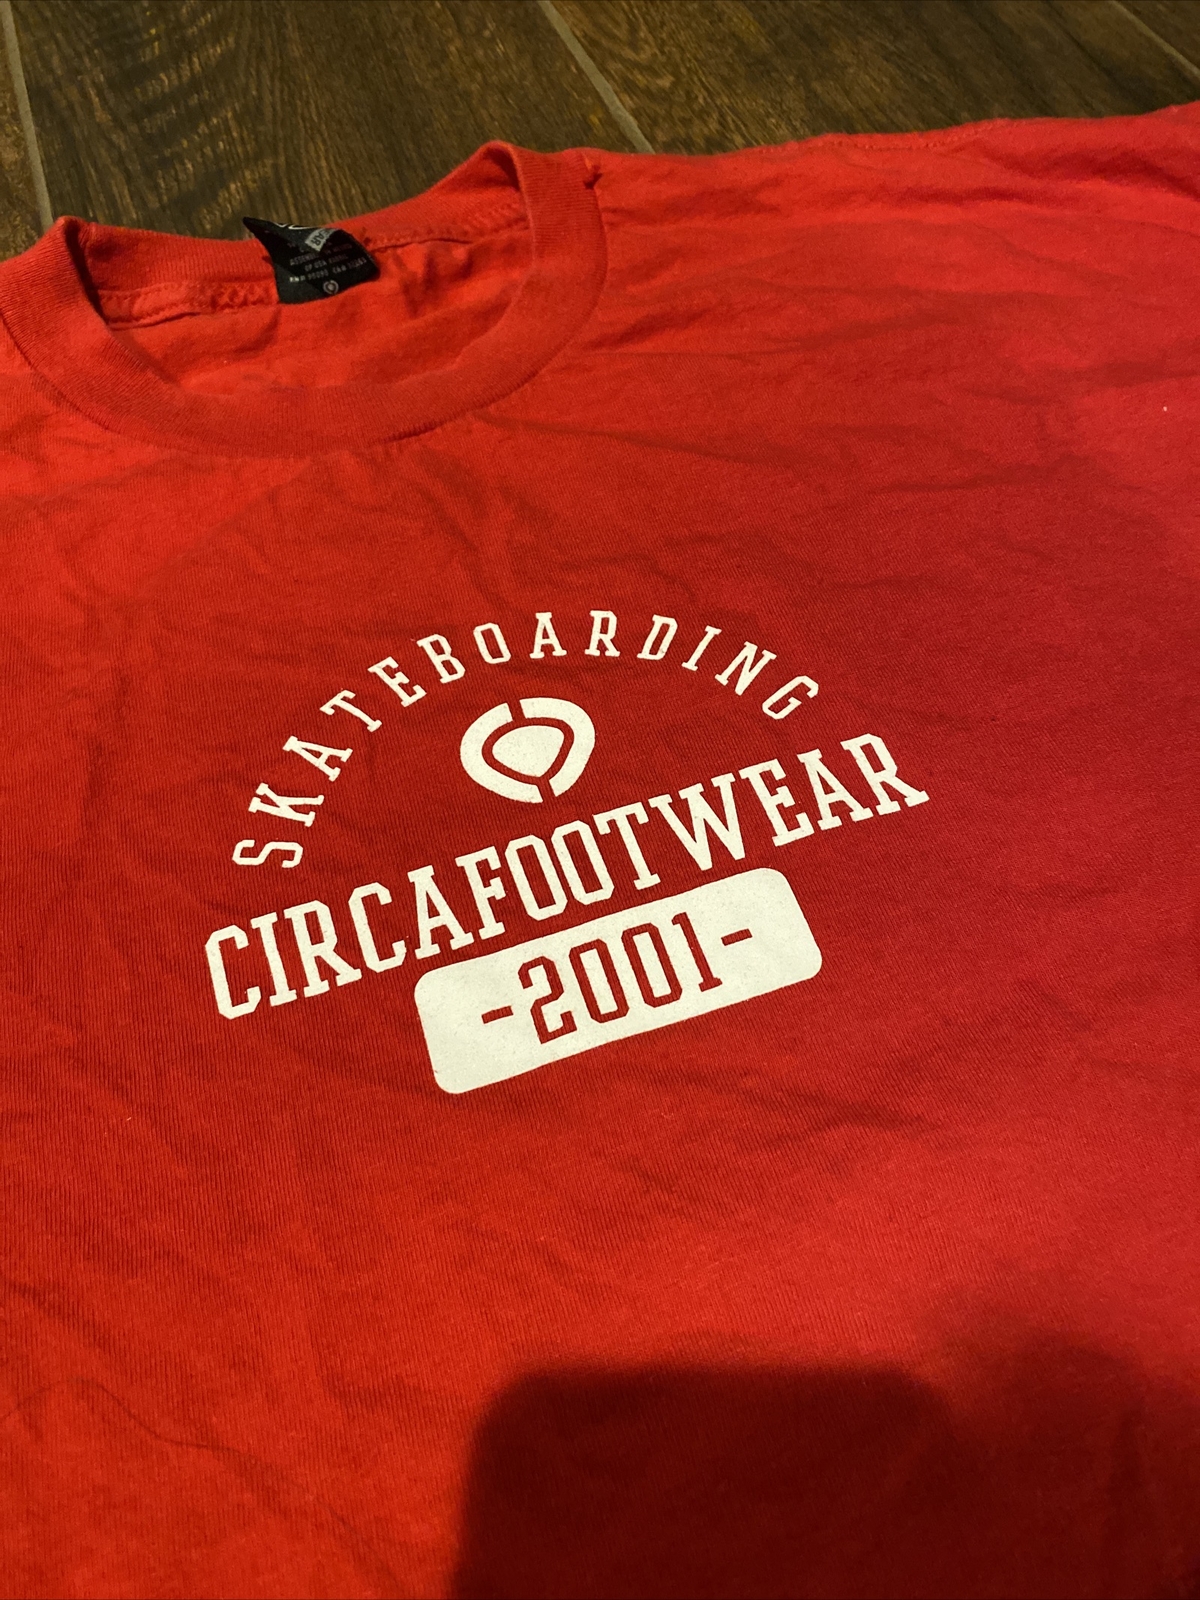 SKATEBOARDING
CIRCAFOOTWEAR
-2001-